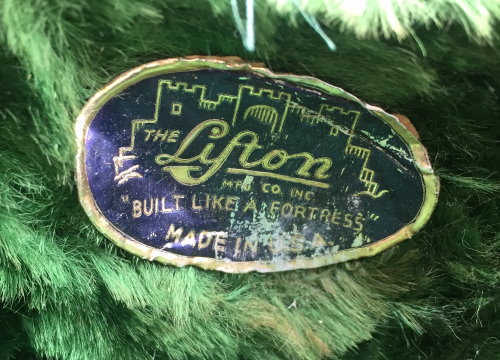 THE Lifton
MFG. CO. INC.
"BUILT LIKE A FORTRESS"
MADE IN U.S.A.